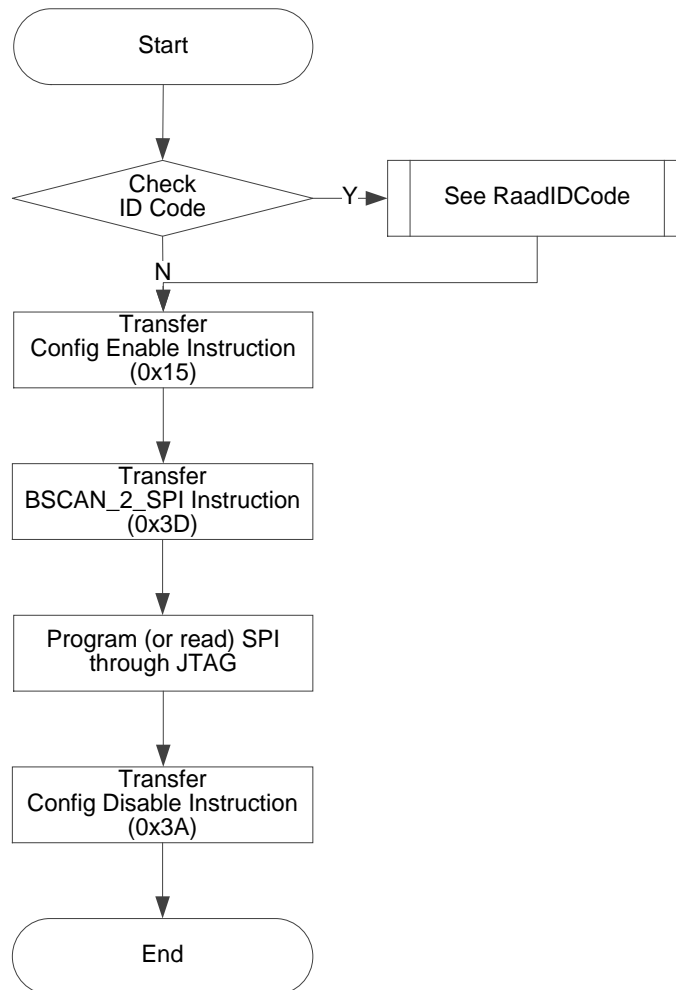 Start
Check
ID Code
Y
See RaadIDCode
N
Transfer
Config Enable Instruction
(0x15)
Transfer
BSCAN_2_SPI Instruction
(0x3D)
Program (or read) SPI
through JTAG
Transfer
Config Disable Instruction
(0x3A)
End